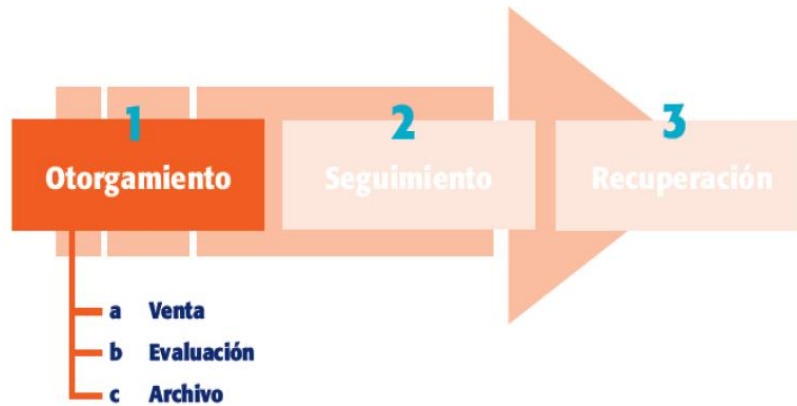 1 2 3
Otorgamiento Seguimiento Recuperación
a Venta
b Evaluación
c Archivo